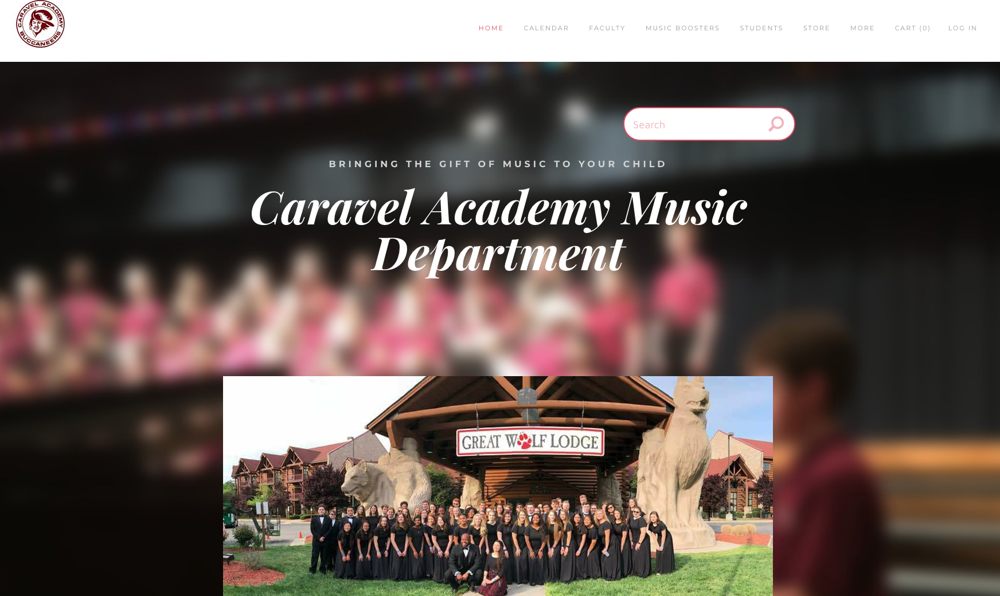 CARAVEL ACADEMY
BUCCANEERS
HOME CALENDAR FACULTY MUSIC BOOSTERS STUDENTS STORE MORE CART (0) LOG IN
Search
BRINGING THE GIFT OF MUSIC TO YOUR CHILD
Caravel Academy Music
Department
GREAT WOLF LODGE